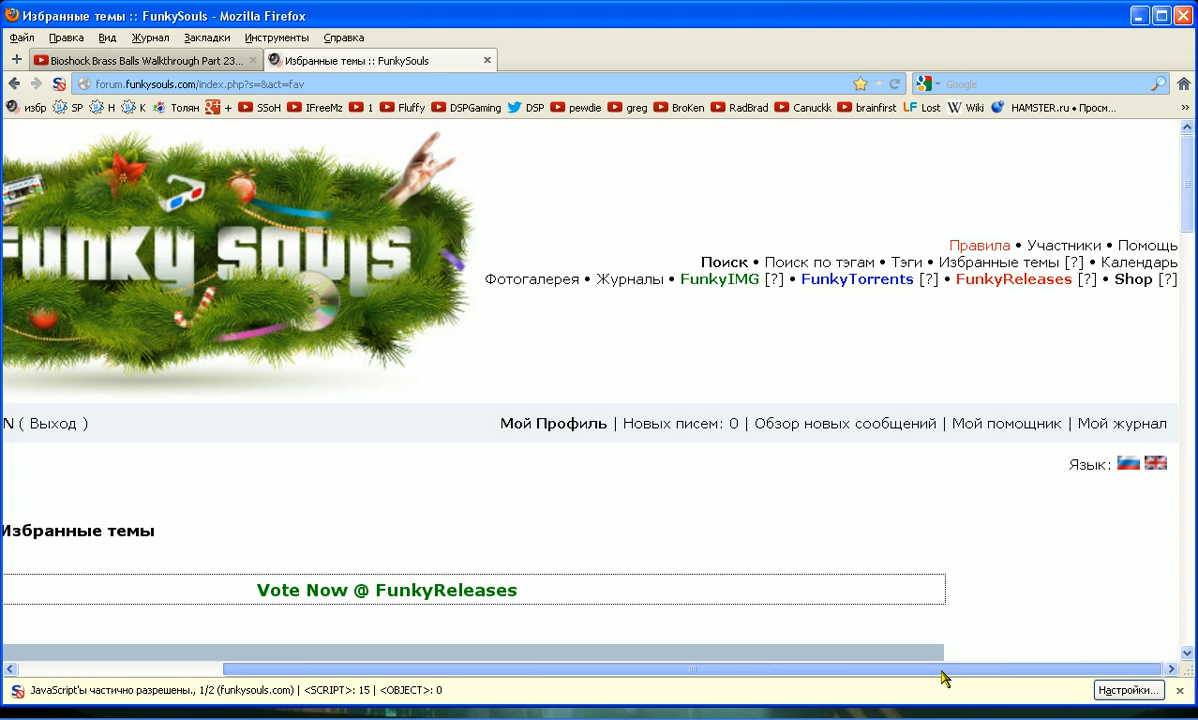 Избранные темы :: FunkySouls - Mozilla Firefox
Файл Правка Вид Журнал Закладки Инструменты Справка
Bioshock Brass Balls Walkthrough Part 23... Избранные темы :: FunkySouls
forum.funkysouls.com/index.php?s=&act=fav Google
избр SP Н К Толян + SSoH IFreeMz 1 Fluffy DSPGaming DSP pewdie greg BroKen RadBrad Canuckk brainfirst Lost Wiki HAMSTER.ru • Просм...
FUNKY SOULS
Правила • Участники • Помощь
Поиск • Поиск по тэгам • Тэги • Избранные темы [?] • Календарь
Фотогалерея • Журналы • FunkyIMG [?] • FunkyTorrents [?] • FunkyReleases [?] • Shop [?]
N ( Выход ) Мой Профиль | Новых писем: 0 | Обзор новых сообщений | Мой помощник | Мой журнал
Язык:
Избранные темы
Vote Now @ FunkyReleases
JavaScript'ы частично разрешены., 1/2 (funkysouls.com) | <SCRIPT>: 15 | <OBJECT>: 0 Настройки...